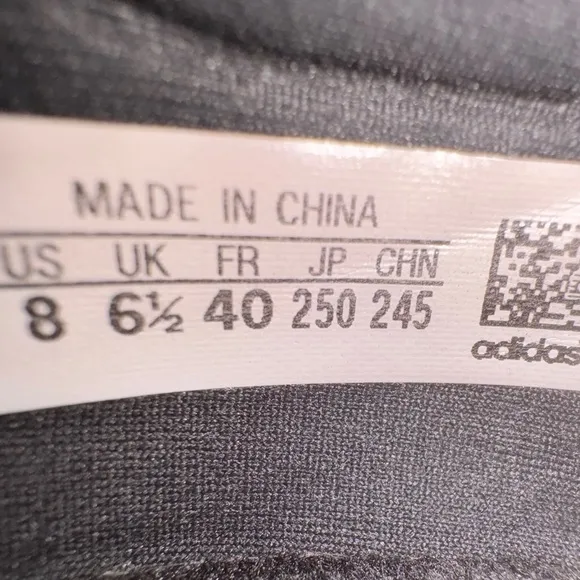 MADE IN CHINA
US UK FR JP CHN
8 6½ 40 250 245
adidas